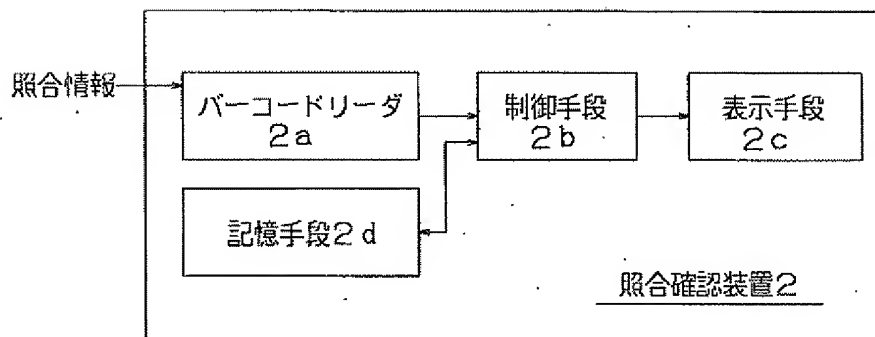 照合情報
バーコードリーダ
2a
制御手段
2b
表示手段
2c
記憶手段2d
照合確認装置2